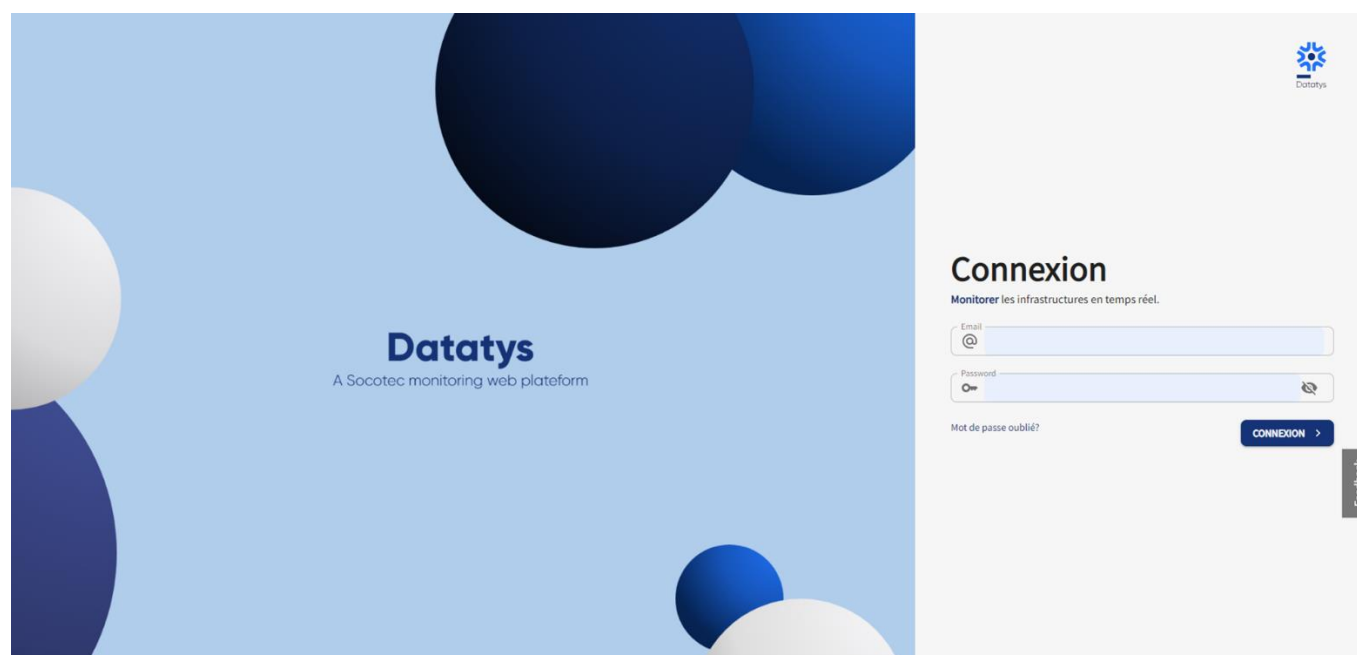 Datatys
A Socotec monitoring web plateform
Datatys
Connexion
Monitorer les infrastructures en temps réel.
Email
Password
Mot de passe oublié?
CONNEXION